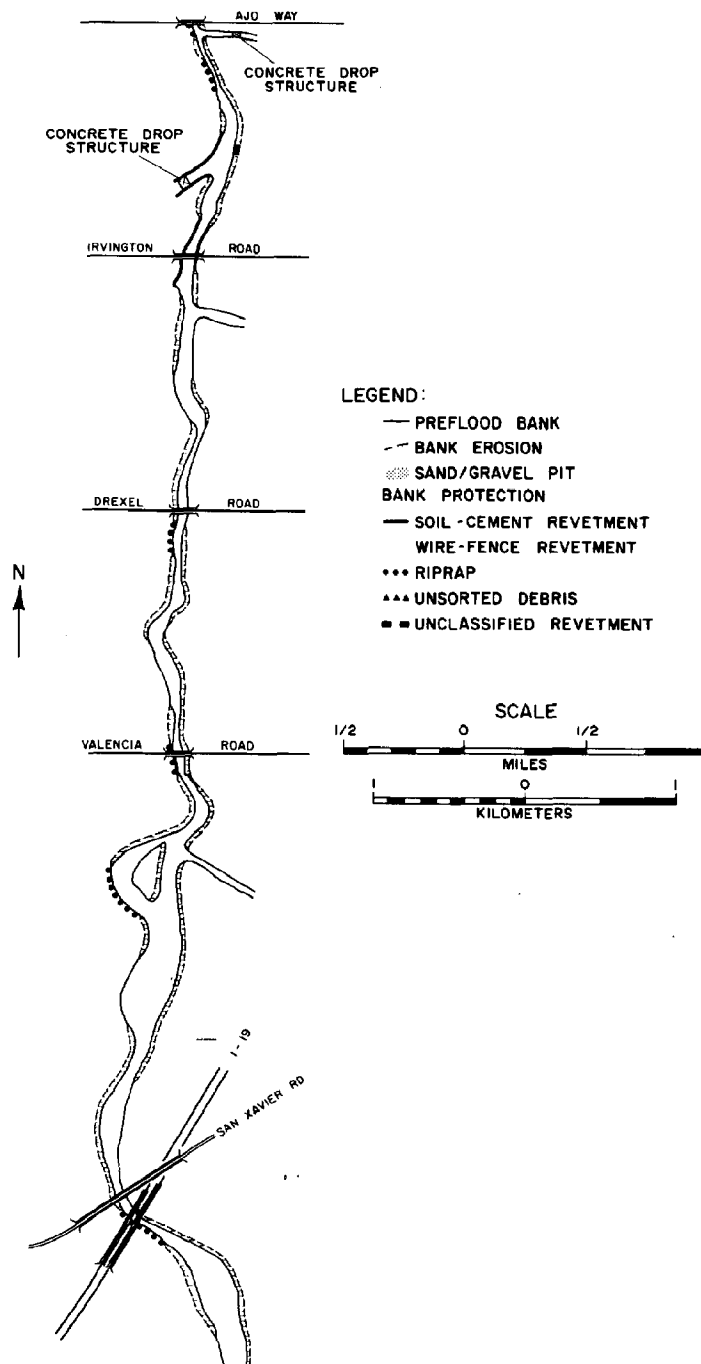 AJO WAY
CONCRETE DROP
STRUCTURE
CONCRETE DROP
STRUCTURE
IRVINGTON ROAD
LEGEND:
PREFLOOD BANK
BANK EROSION
SAND/GRAVEL PIT
BANK PROTECTION
SOIL-CEMENT REVETMENT
WIRE-FENCE REVETMENT
RIPRAP
UNSORTED DEBRIS
UNCLASSIFIED REVETMENT
DREXEL ROAD
N
SCALE
1/2 0 1/2
MILES
1 0 1
KILOMETERS
VALENCIA ROAD
I-19
SAN XAVIER RD